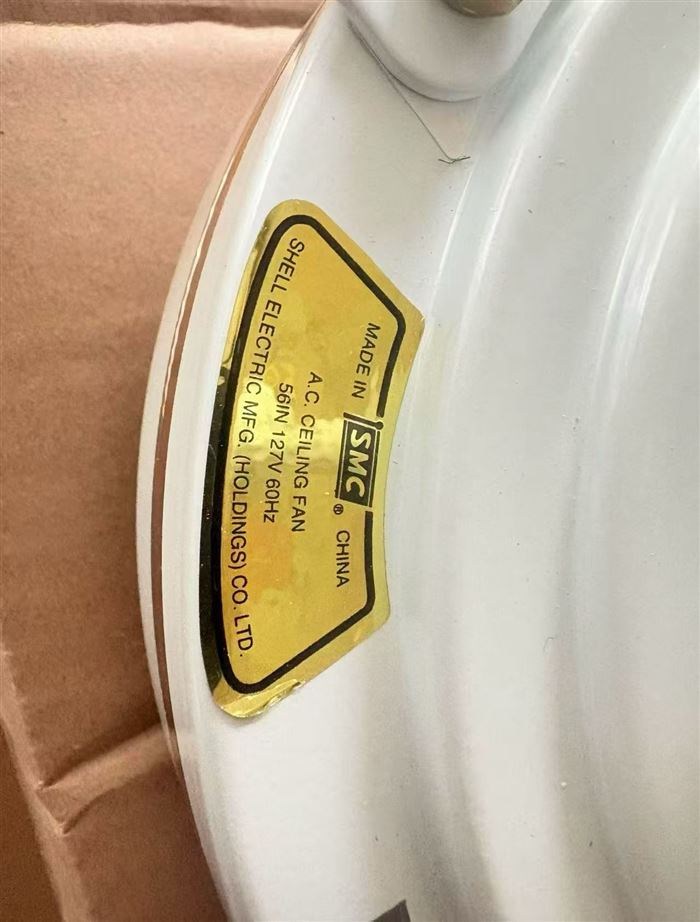 MADE IN SMC® CHINA
A.C. CEILING FAN
56IN 127V 60Hz
SHELL ELECTRIC MFG. (HOLDINGS) CO. LTD.